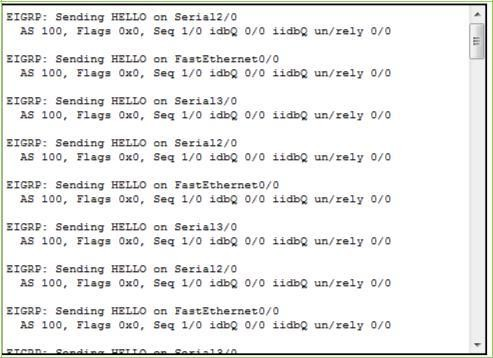 EIGRP: Sending HELLO on Serial2/0
AS 100, Flags 0x0, Seq 1/0 idbQ 0/0 iidbQ un/rely 0/0
EIGRP: Sending HELLO on FastEthernet0/0
AS 100, Flags 0x0, Seq 1/0 idbQ 0/0 iidbQ un/rely 0/0
EIGRP: Sending HELLO on Serial3/0
AS 100, Flags 0x0, Seq 1/0 idbQ 0/0 iidbQ un/rely 0/0
EIGRP: Sending HELLO on Serial2/0
AS 100, Flags 0x0, Seq 1/0 idbQ 0/0 iidbQ un/rely 0/0
EIGRP: Sending HELLO on FastEthernet0/0
AS 100, Flags 0x0, Seq 1/0 idbQ 0/0 iidbQ un/rely 0/0
EIGRP: Sending HELLO on Serial3/0
AS 100, Flags 0x0, Seq 1/0 idbQ 0/0 iidbQ un/rely 0/0
EIGRP: Sending HELLO on Serial2/0
AS 100, Flags 0x0, Seq 1/0 idbQ 0/0 iidbQ un/rely 0/0
EIGRP: Sending HELLO on FastEthernet0/0
AS 100, Flags 0x0, Seq 1/0 idbQ 0/0 iidbQ un/rely 0/0
EIGRP: Sending HELLO on Serial3/0